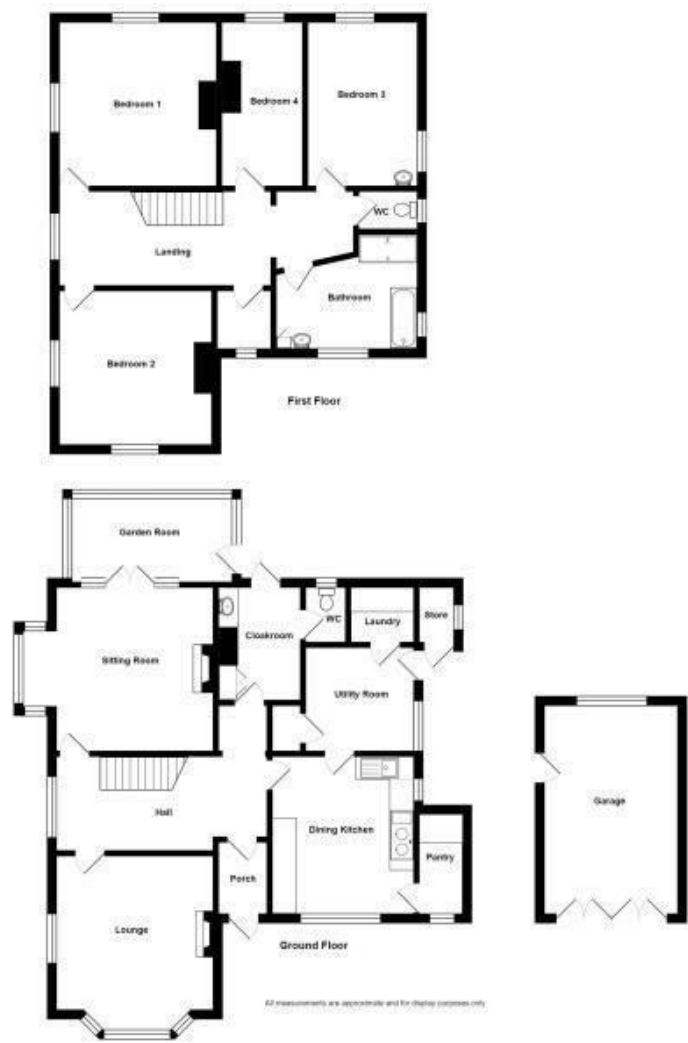 Bedroom 1
Bedroom 4
Bedroom 3
WC
Landing
Bathroom
Bedroom 2
First Floor
Garden Room
Cloakroom
WC
Laundry
Store
Sitting Room
Utility Room
Hall
Dining Kitchen
Pantry
Garage
Porch
Lounge
Ground Floor
All measurements are approximate and for display purposes only